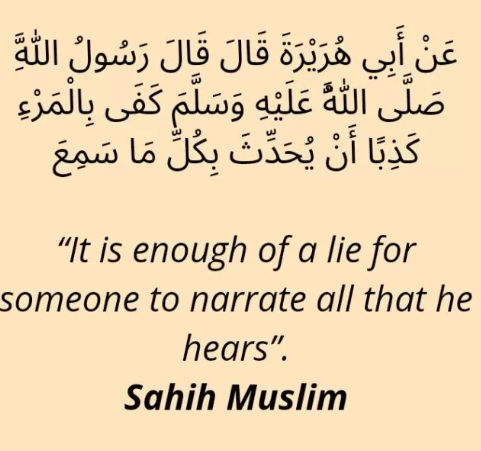 عَنْ أَبِي هُرَيْرَةَ قَالَ قَالَ رَسُولُ اللَّهِ
صَلَّى اللَّهُ عَلَيْهِ وَسَلَّمَ كَفَى بِالْمَرْءِ
كَذِبًا أَنْ يُحَدِّثَ بِكُلِّ مَا سَمِعَ
“It is enough of a lie for
someone to narrate all that he
hears”.
Sahih Muslim